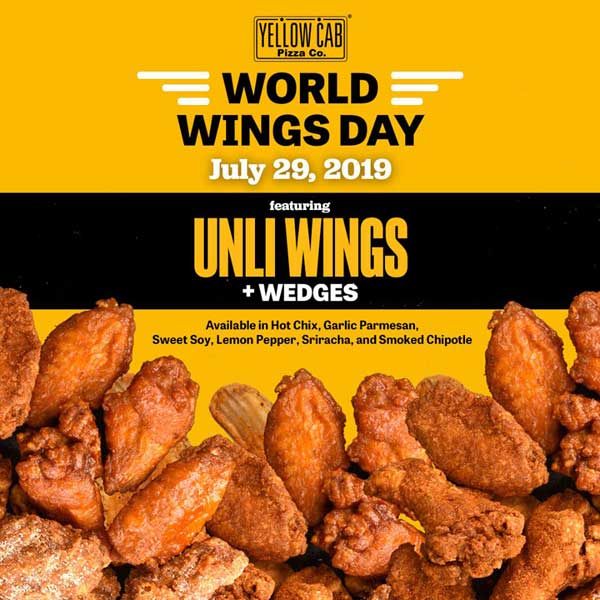 YELLOW CAB
Pizza Co.
WORLD
WINGS DAY
July 29, 2019
featuring
UNLI WINGS
+ WEDGES
Available in Hot Chix, Garlic Parmesan,
Sweet Soy, Lemon Pepper, Sriracha, and Smoked Chipotle